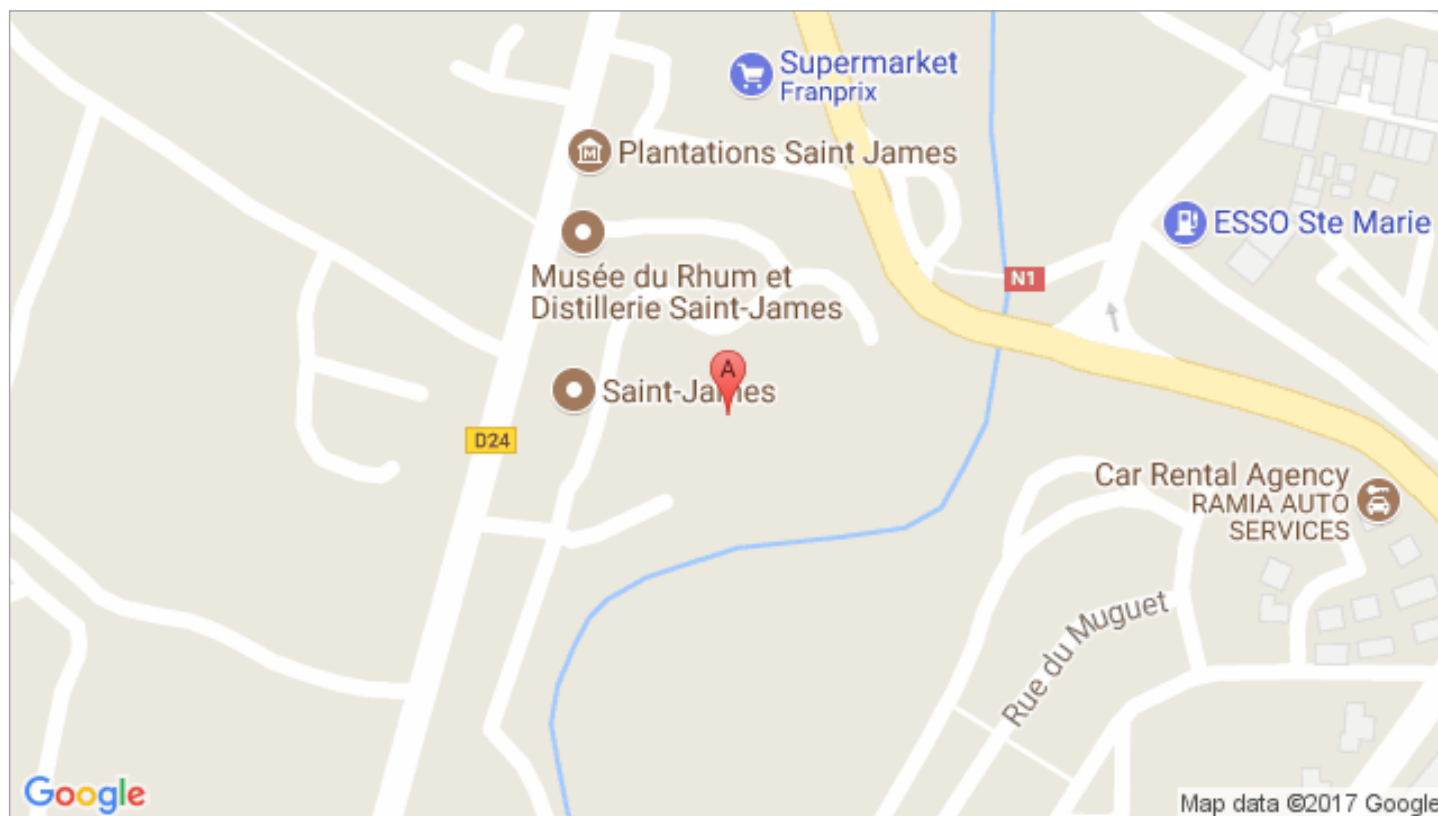 Supermarket
Franprix
Plantations Saint James
ESSO Ste Marie
Musée du Rhum et
Distillerie Saint-James
N1
A
Saint-James
D24
Car Rental Agency
RAMIA AUTO
SERVICES
Rue du Muguet
Google
Map data ©2017 Google